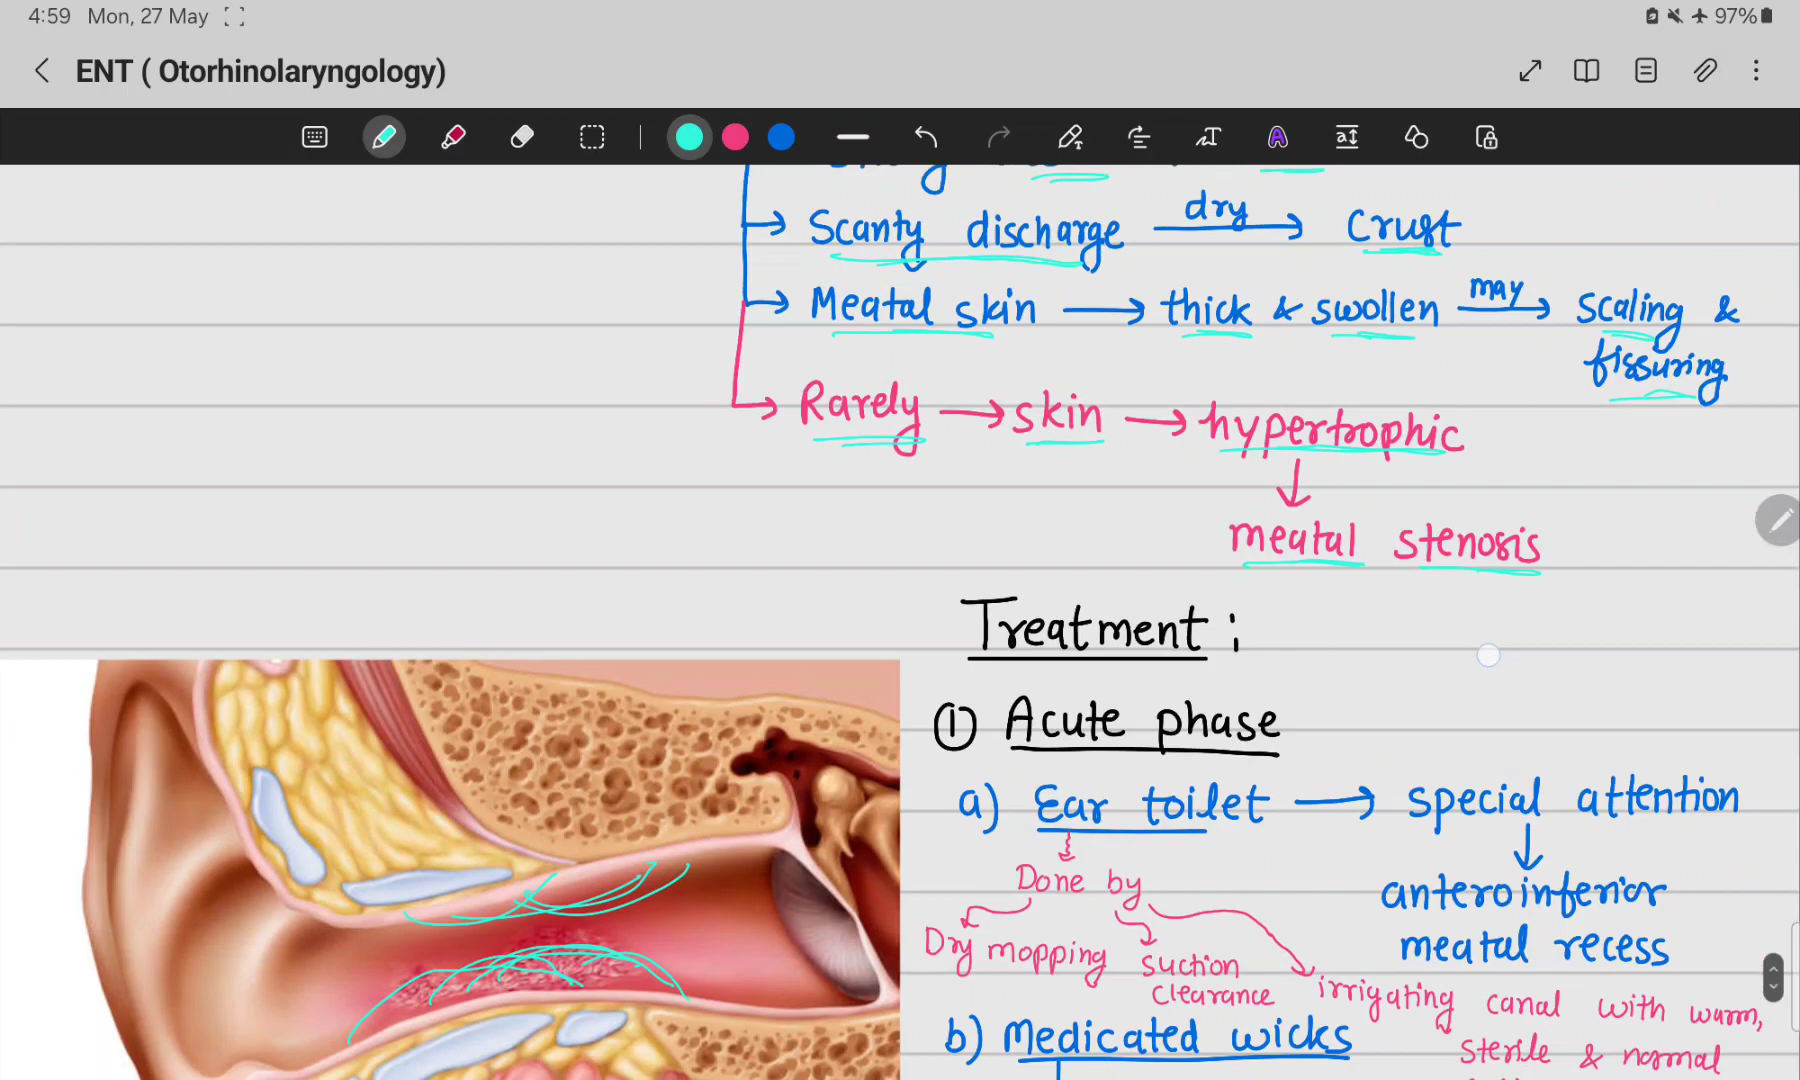 4:59 Mon, 27 May
97%
ENT ( Otorhinolaryngology)
Scanty discharge dry Crust
Meatal skin thick & swollen may scaling &
fissuring
Rarely skin hypertrophic
meatal stenosis
Treatment :
① Acute phase
a) Ear toilet special attention
Done by
anteroinferior
meatal recess
Dry mopping
suction
clearance
irrigating canal with warm,
sterile & normal
b) Medicated wicks